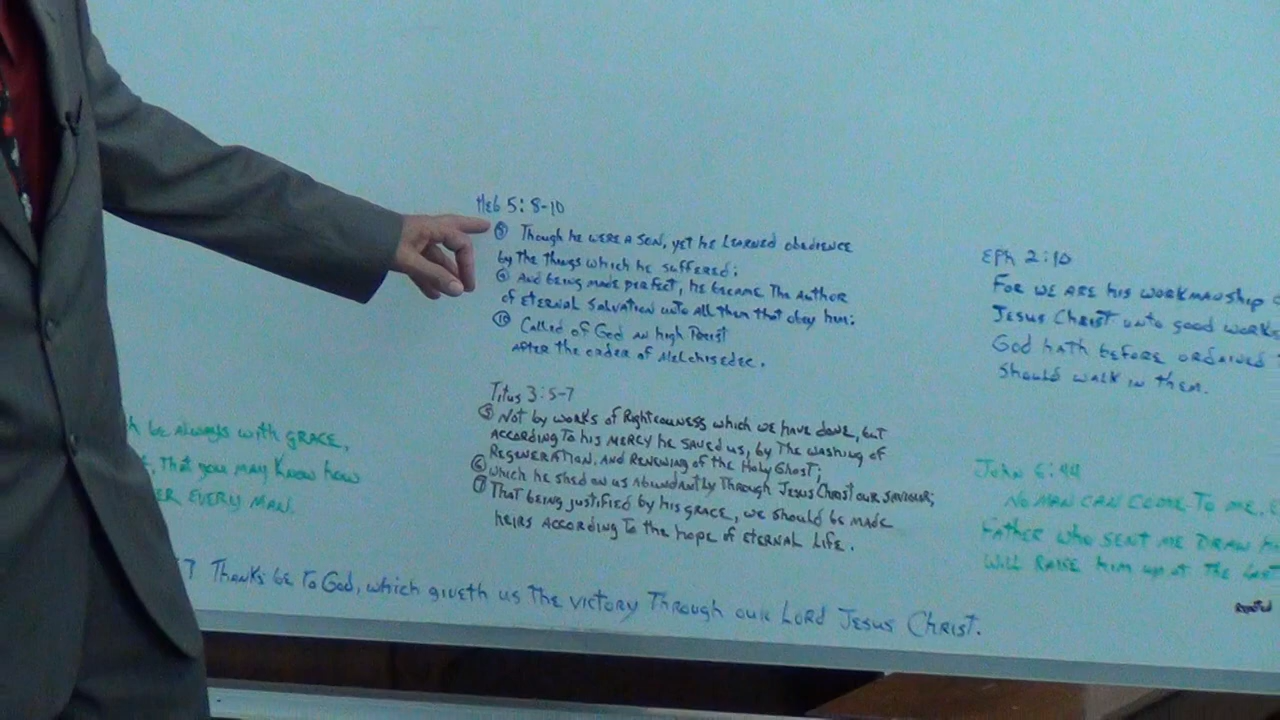 Heb 5:8-10
⑧ Though he were a Son, yet he learned obedience
by the things which he suffered;
⑨ And being made perfect, he became the author
of eternal salvation unto all them that obey him;
⑩ Called of God an high Priest
after the order of Melchisedec.
Titus 3:5-7
⑤ Not by works of Righteousness which we have done, but
according to his mercy he saved us, by the washing of
Regeneration, and renewing of the Holy Ghost;
⑥ which he shed on us abundantly through Jesus Christ our Saviour;
⑦ That being justified by his grace, we should be made
heirs according to the hope of eternal life.
h be always with grace,
that you may know how
ER EVERY MAN.
7 Thanks be to God, which giveth us the victory through our Lord Jesus Christ.
Eph 2:10
For we are his workmanship
Jesus Christ unto good works
God hath before ordained
should walk in them.
John 6:44
No man can come to me,
Father who sent me draw
will raise him up at the last